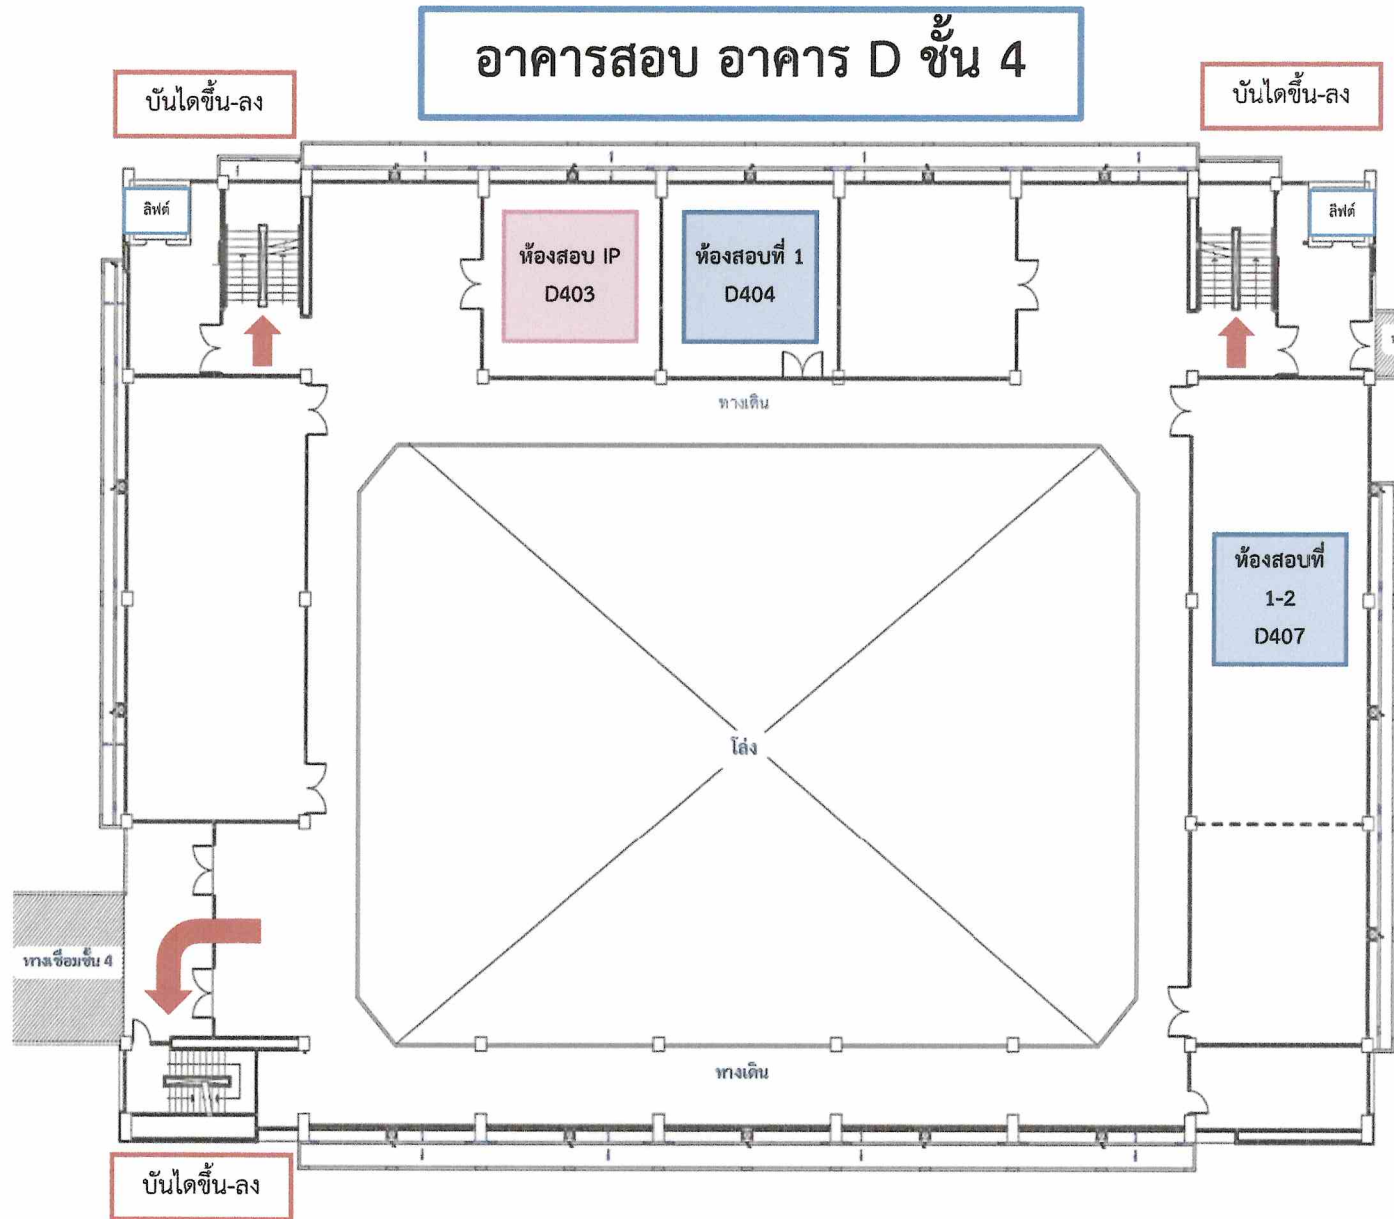 อาคารสอบ อาคาร D ชั้น 4
บันไดขึ้น-ลง
บันไดขึ้น-ลง
ลิฟต์
ลิฟต์
ห้องสอบ IP
D403
ห้องสอบที่ 1
D404
ทางเดิน
ห้องสอบที่
1-2
D407
โล่ง
ทางเชื่อมชั้น 4
ทางเดิน
บันไดขึ้น-ลง